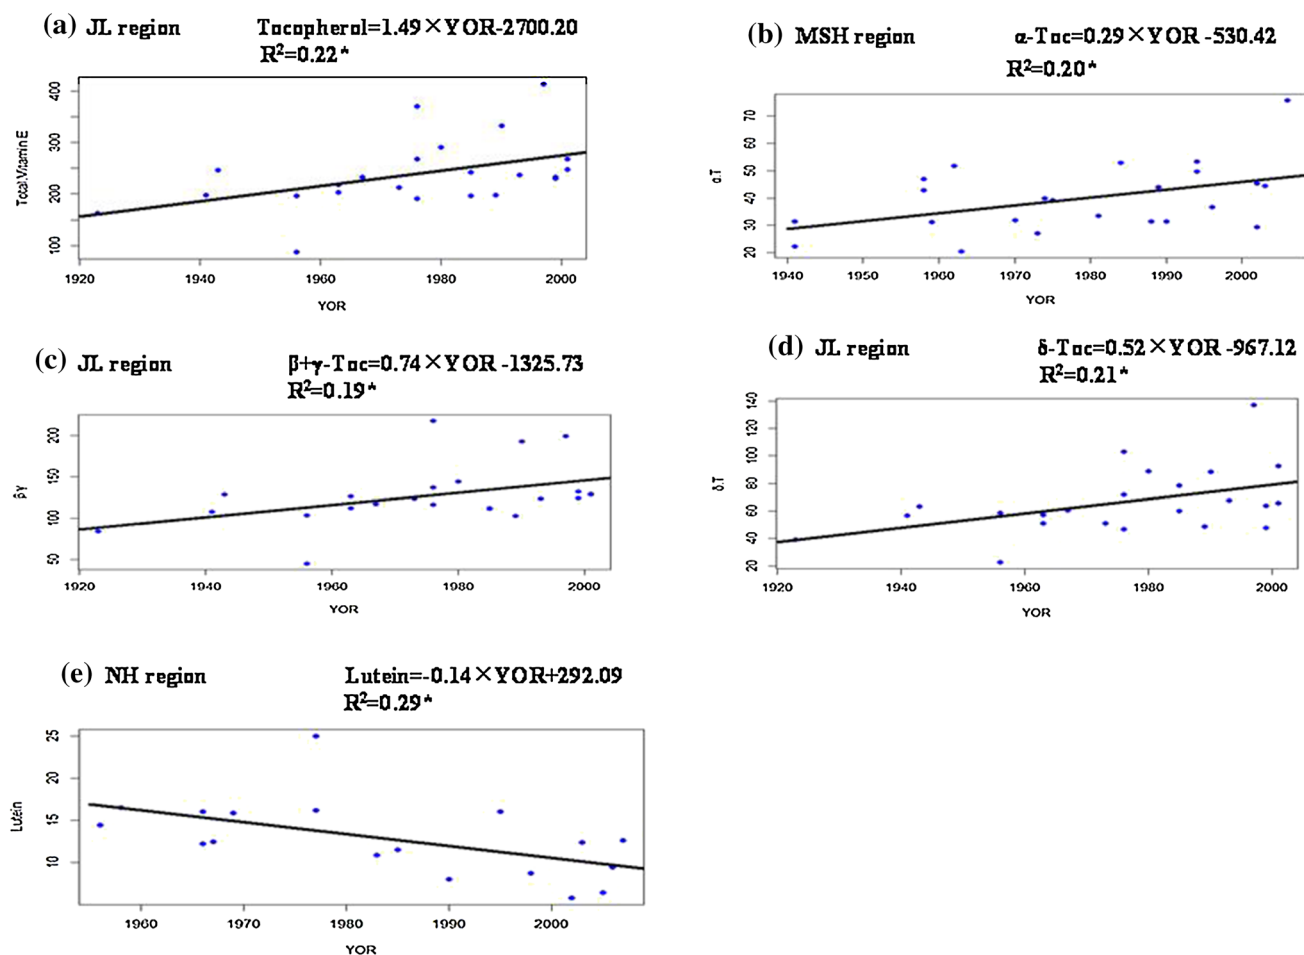 (a) JL region Tocopherol=1.49×YOR-2700.20
R²=0.22*
Total.Vitamin E
400
300
200
100
1920 1940 1960 1980 2000
YOR
(b) MSH region α-Toc=0.29×YOR -530.42
R²=0.20*
α.T
70
60
50
40
30
20
1940 1950 1960 1970 1980 1990 2000
YOR
(c) JL region β+γ-Toc=0.74×YOR -1325.73
R²=0.19*
βγ
200
150
100
50
1920 1940 1960 1980 2000
YOR
(d) JL region δ-Toc=0.52×YOR -967.12
R²=0.21*
δ.T
140
120
100
80
60
40
20
1920 1940 1960 1980 2000
YOR
(e) NH region Lutein=-0.14×YOR+292.09
R²=0.29*
Lutein
25
20
15
10
1960 1970 1980 1990 2000
YOR